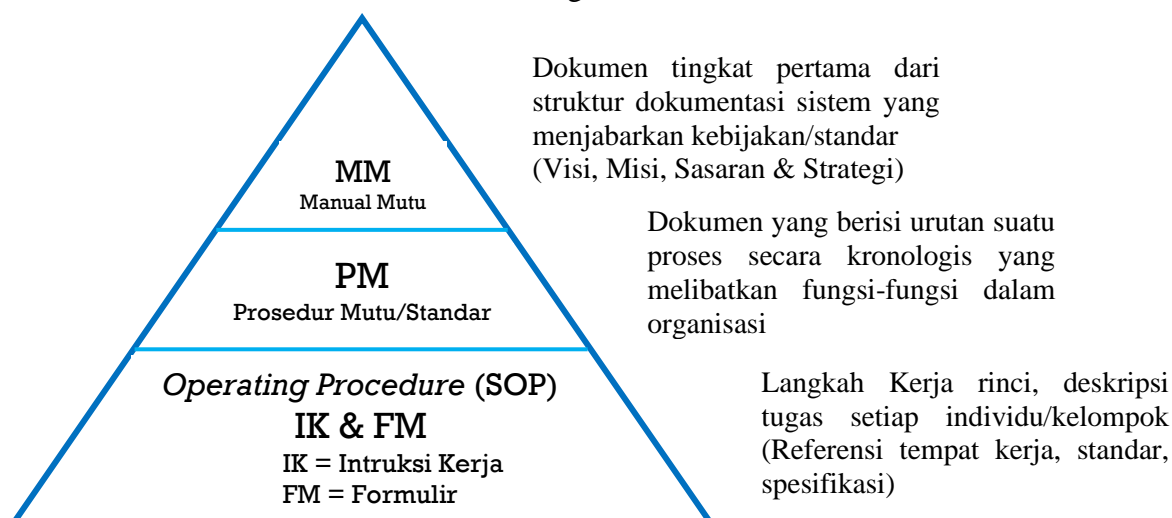 Dokumen tingkat pertama dari
struktur dokumentasi sistem yang
menjabarkan kebijakan/standar
(Visi, Misi, Sasaran & Strategi)
MM
Manual Mutu
Dokumen yang berisi urutan suatu
proses secara kronologis yang
melibatkan fungsi-fungsi dalam
organisasi
PM
Prosedur Mutu/Standar
Operating Procedure (SOP)
IK & FM
IK = Intruksi Kerja
FM = Formulir
Langkah Kerja rinci, deskripsi
tugas setiap individu/kelompok
(Referensi tempat kerja, standar,
spesifikasi)